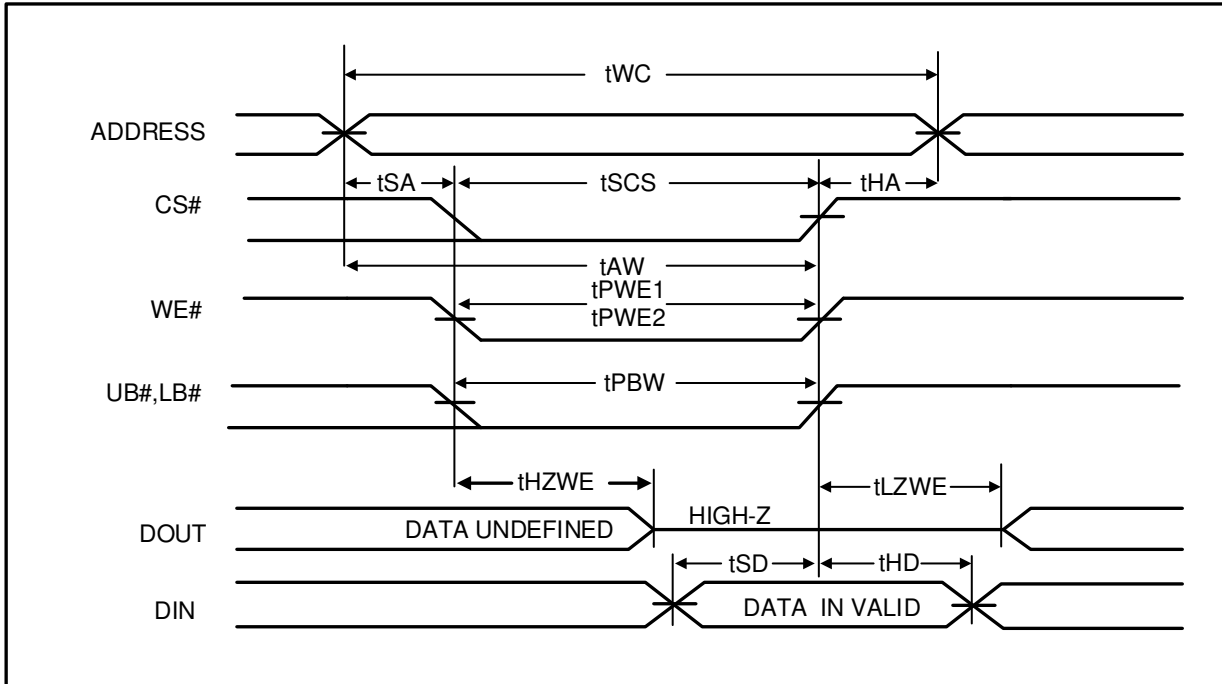 tWC
ADDRESS
tSA
tSCS
tHA
CS#
tAW
tPWE1
WE#
tPWE2
tPBW
UB#,LB#
tHZWE
tLZWE
HIGH-Z
DATA UNDEFINED
DOUT
tSD
tHD
DIN
DATA IN VALID